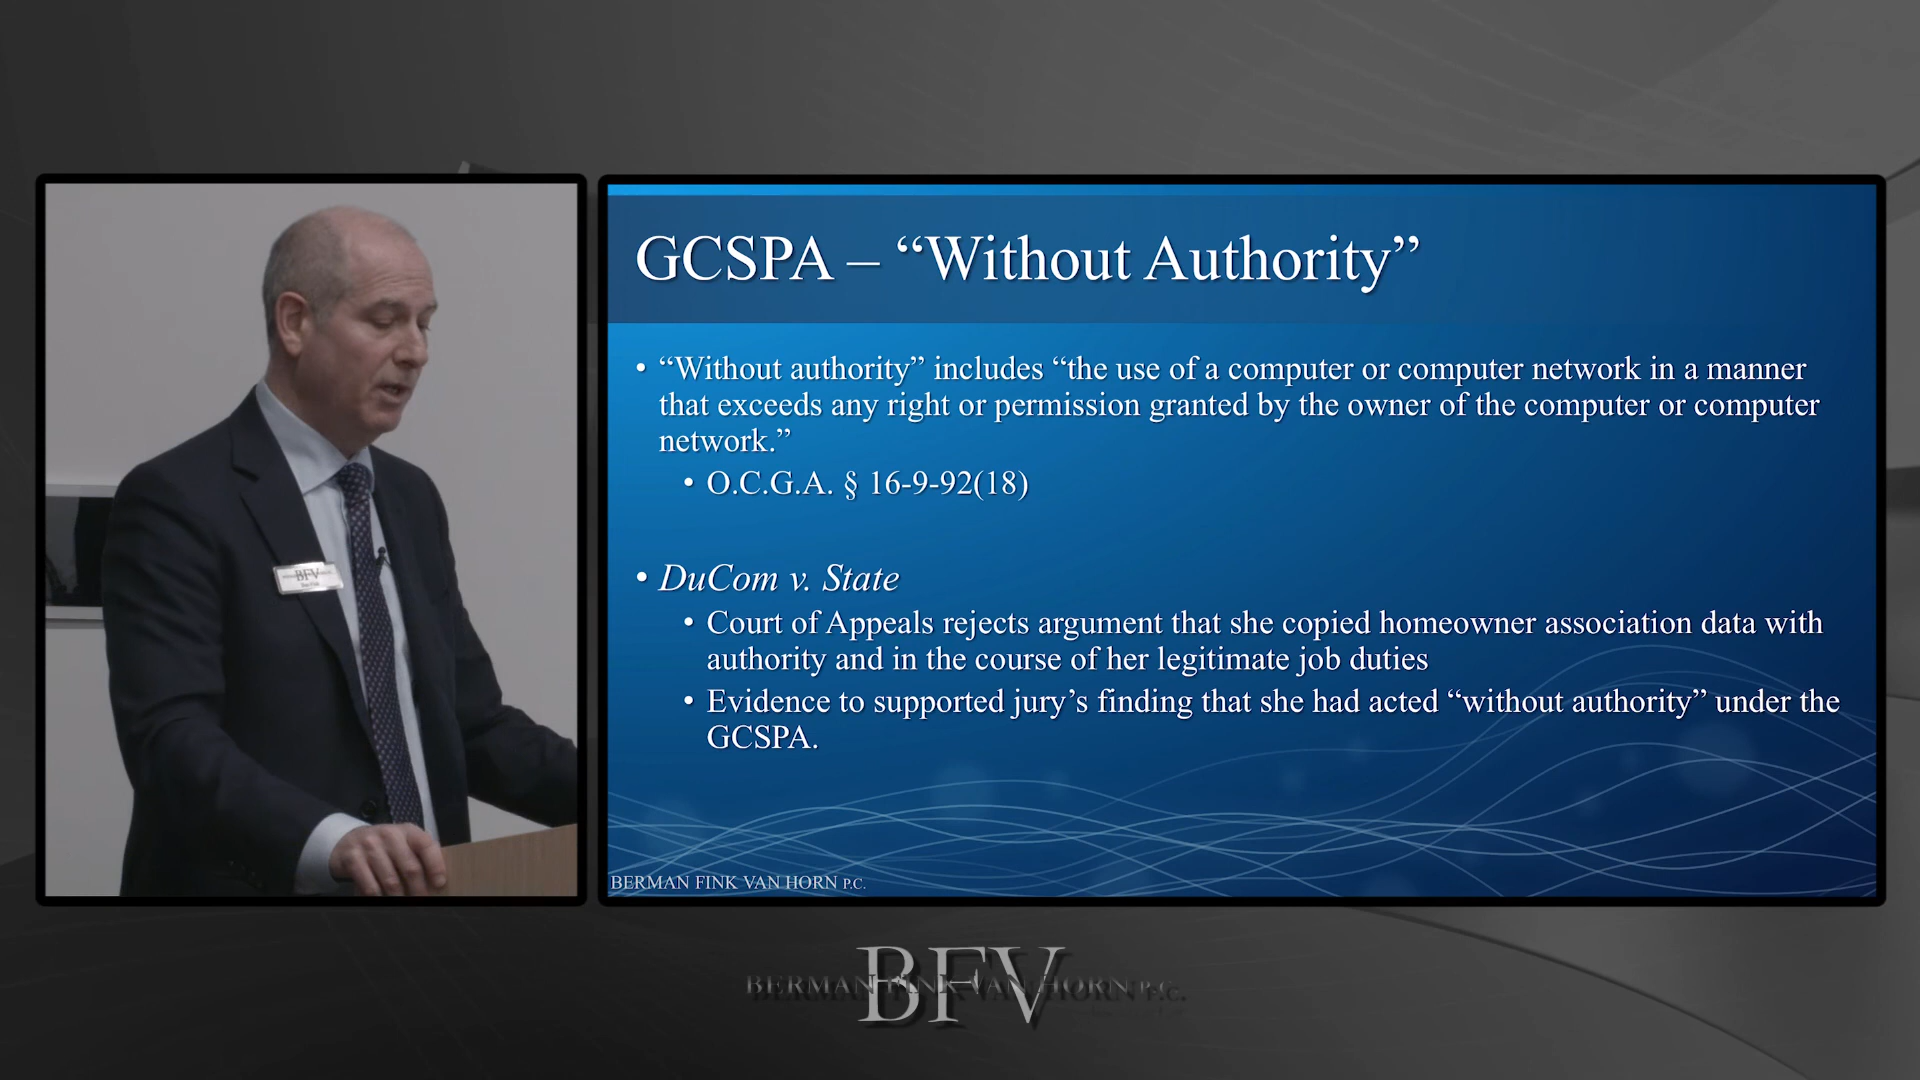 GCSPA – “Without Authority”
• “Without authority” includes “the use of a computer or computer network in a manner
that exceeds any right or permission granted by the owner of the computer or computer
network.”
• O.C.G.A. § 16-9-92(18)
• DuCom v. State
• Court of Appeals rejects argument that she copied homeowner association data with
authority and in the course of her legitimate job duties
• Evidence to supported jury’s finding that she had acted “without authority” under the
GCSPA.
BERMAN FINK VAN HORN P.C.
BFV
BFV
BERMAN FINK VAN HORN P.C.